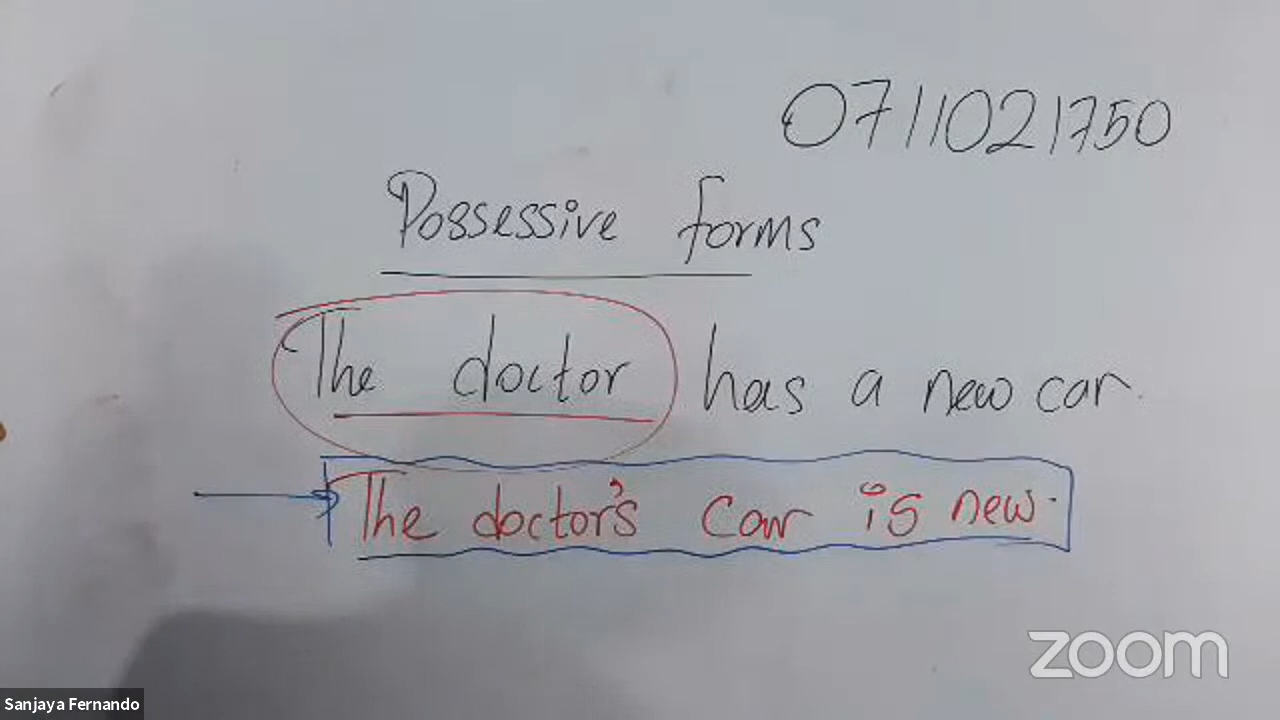 0711021750
Possessive forms
The doctor has a new car.
The doctor's car is new.
zoom
Sanjaya Fernando